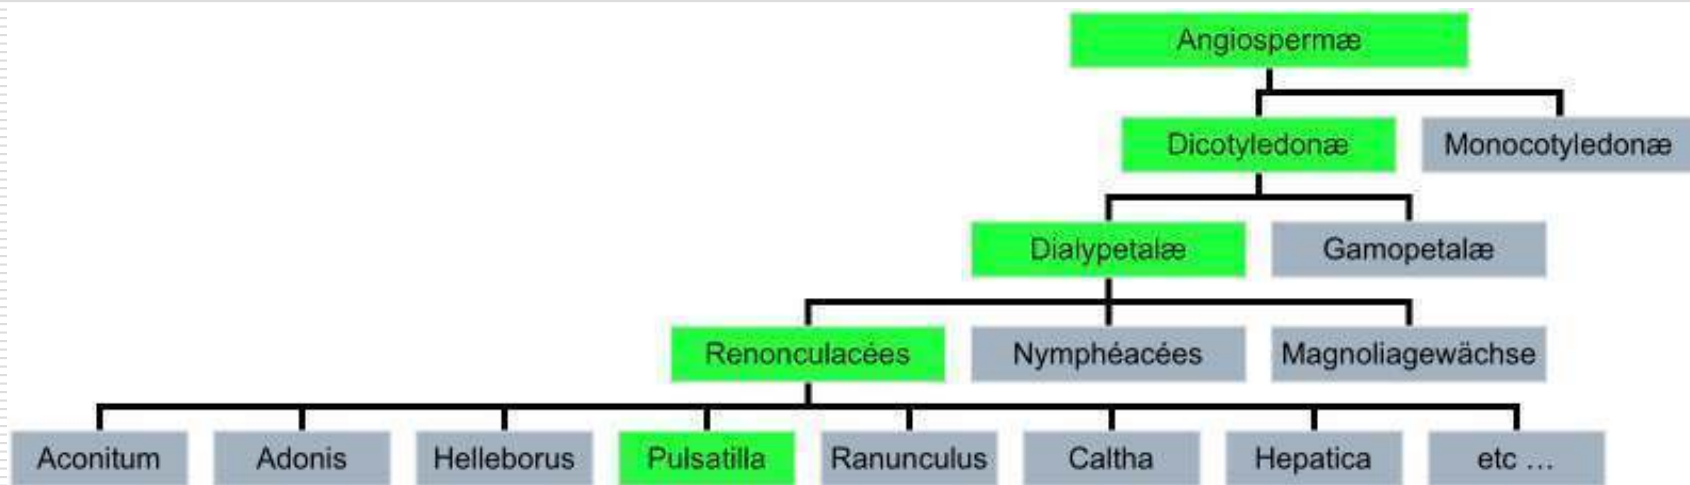 Angiospermæ
Dicotyledonæ
Monocotyledonæ
Dialypetalæ
Gamopetalæ
Renonculacées
Nymphéacées
Magnoliagewächse
Aconitum
Adonis
Helleborus
Pulsatilla
Ranunculus
Caltha
Hepatica
etc ...